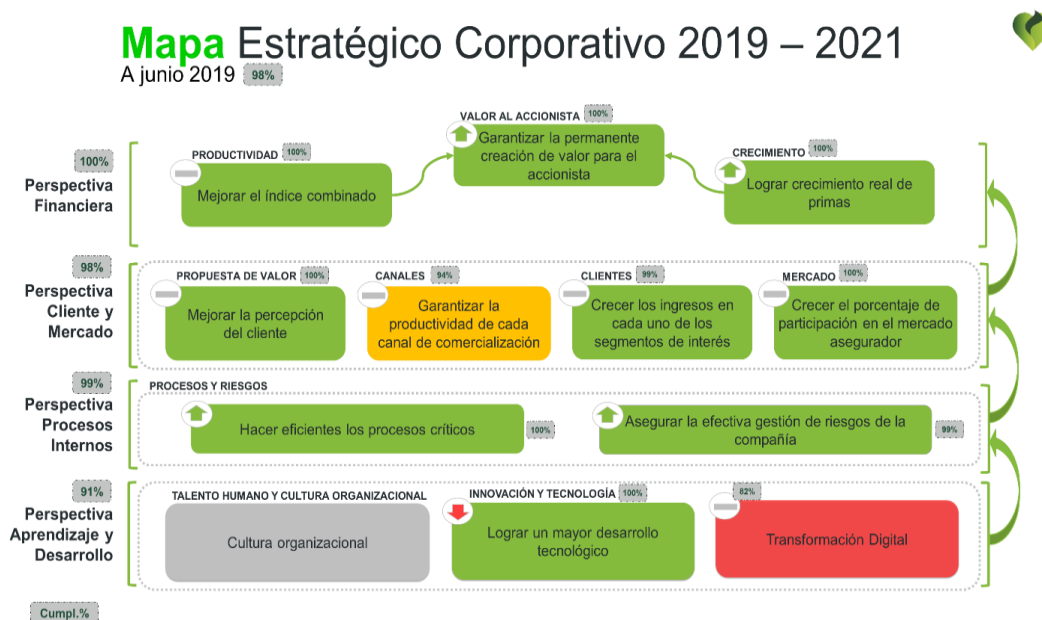 Mapa Estratégico Corporativo 2019 – 2021
A junio 2019 98%
100%
Perspectiva
Financiera
PRODUCTIVIDAD 100%
Mejorar el índice combinado
VALOR AL ACCIONISTA 100%
Garantizar la permanente
creación de valor para el
accionista
CRECIMIENTO 100%
Lograr crecimiento real de
primas
98%
Perspectiva
Cliente y
Mercado
PROPUESTA DE VALOR 100%
Mejorar la percepción
del cliente
CANALES 94%
Garantizar la
productividad de cada
canal de comercialización
CLIENTES 99%
Crecer los ingresos en
cada uno de los
segmentos de interés
MERCADO 100%
Crecer el porcentaje de
participación en el mercado
asegurador
99%
Perspectiva
Procesos
Internos
PROCESOS Y RIESGOS
Hacer eficientes los procesos críticos
100%
Asegurar la efectiva gestión de riesgos de la
compañía
99%
91%
Perspectiva
Aprendizaje y
Desarrollo
TALENTO HUMANO Y CULTURA ORGANIZACIONAL
Cultura organizacional
INNOVACIÓN Y TECNOLOGÍA 100%
Lograr un mayor desarrollo
tecnológico
82%
Transformación Digital
Cumpl.%